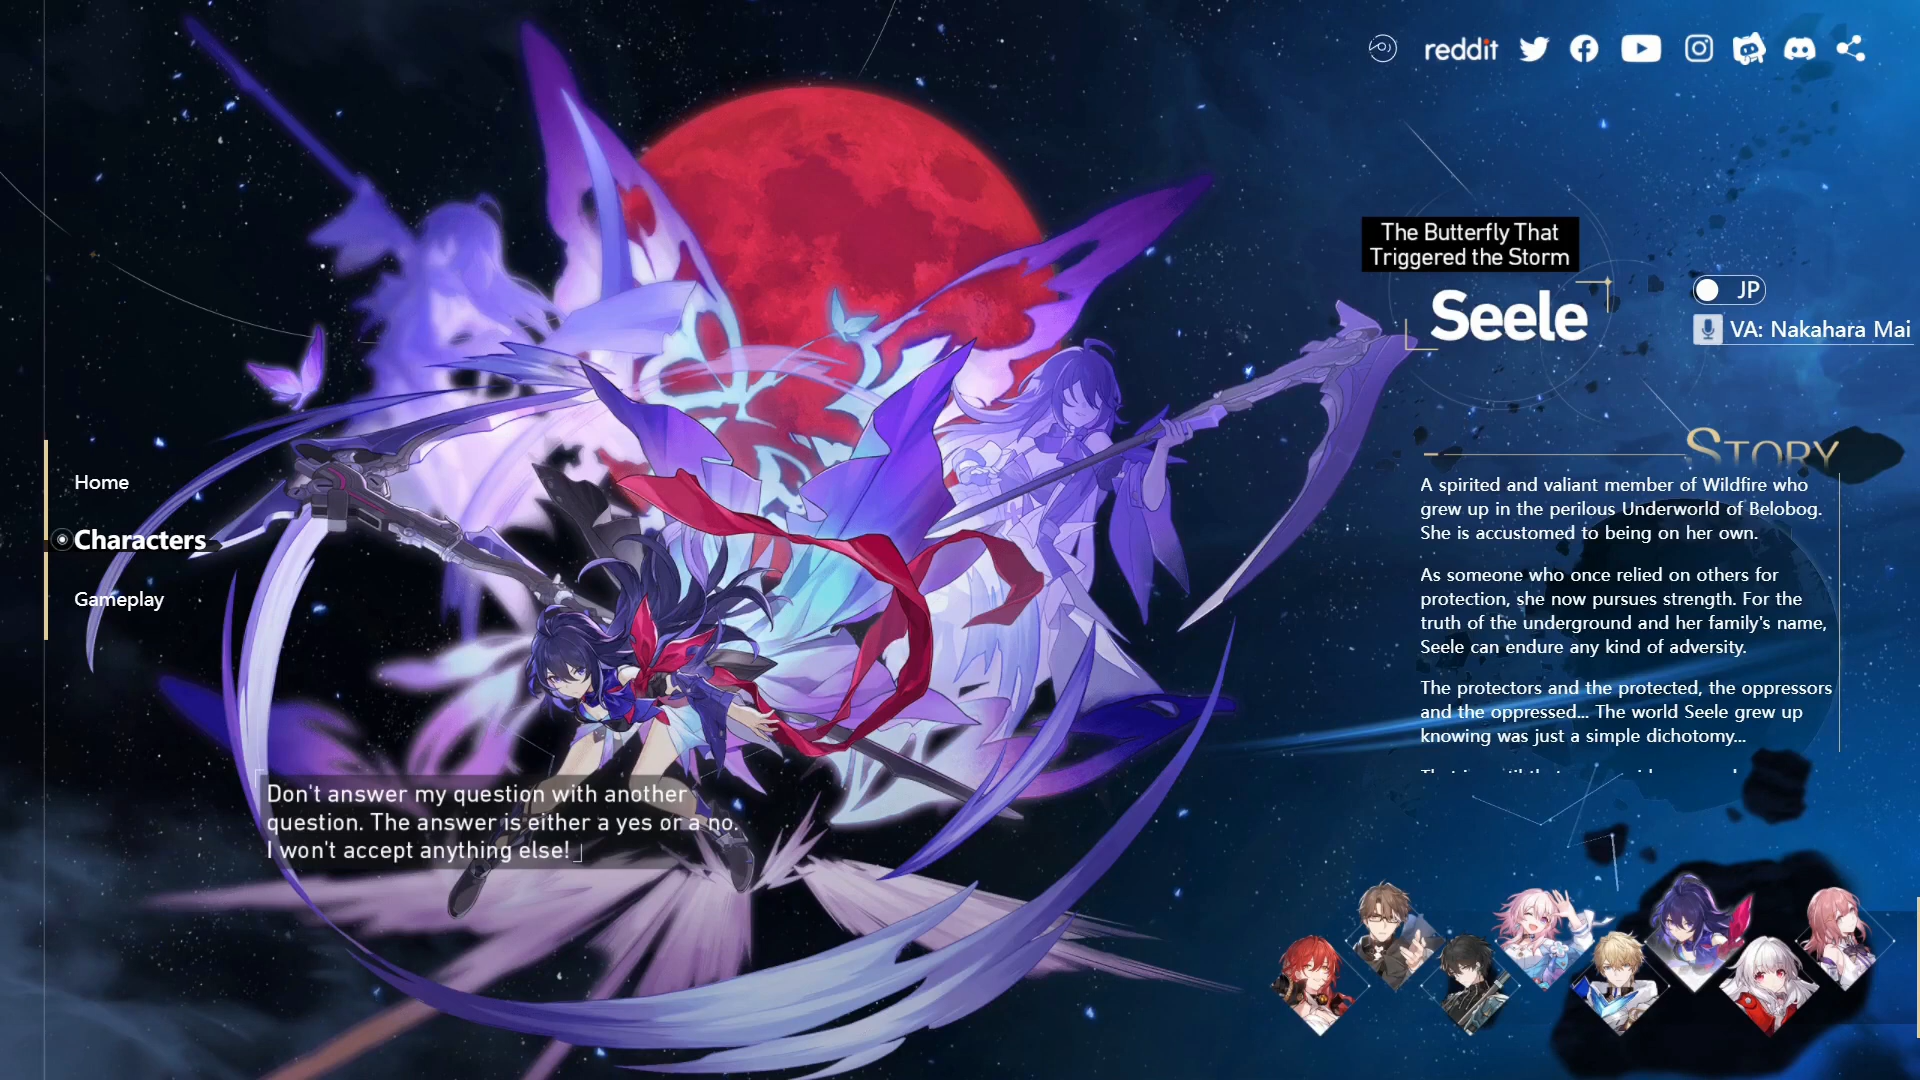 reddit
The Butterfly That
Triggered the Storm
Seele
JP
VA: Nakahara Mai
STORY
A spirited and valiant member of Wildfire who
grew up in the perilous Underworld of Belobog.
She is accustomed to being on her own.
As someone who once relied on others for
protection, she now pursues strength. For the
truth of the underground and her family's name,
Seele can endure any kind of adversity.
The protectors and the protected, the oppressors
and the oppressed... The world Seele grew up
knowing was just a simple dichotomy...
Home
Characters
Gameplay
「Don't answer my question with another
question. The answer is either a yes or a no.
I won't accept anything else!」